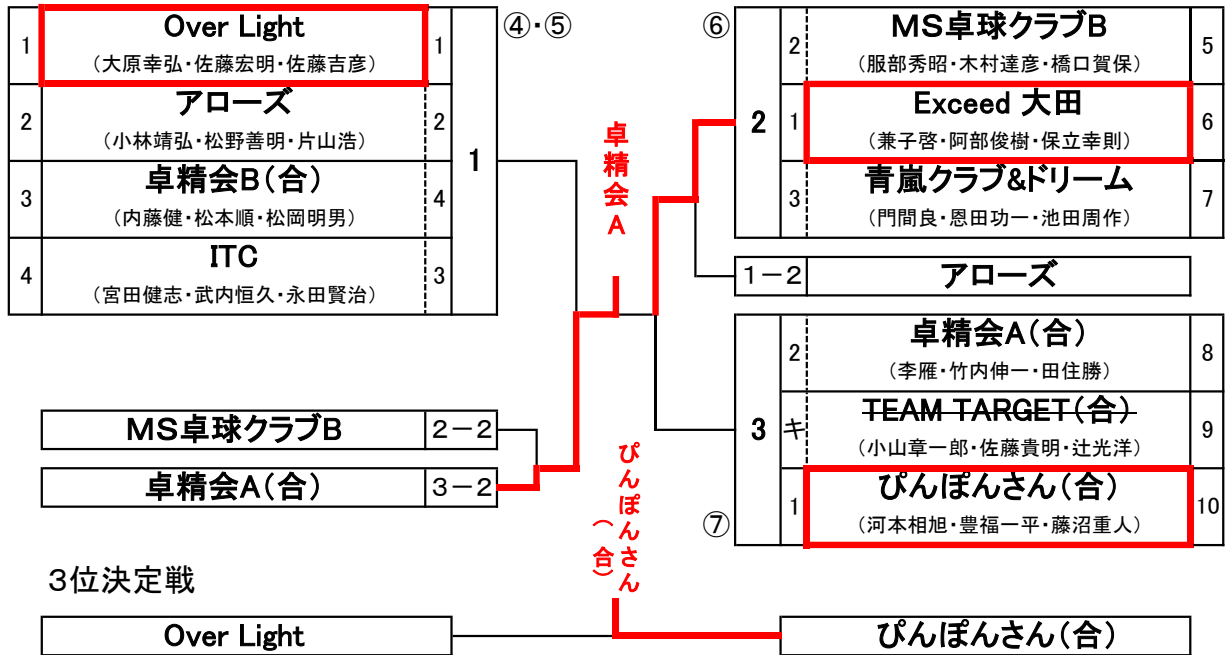 1
Over Light
1
(大原幸弘・佐藤宏明・佐藤吉彦)
2
アローズ
2
(小林靖弘・松野善明・片山浩)
3
卓精会B(合)
4
(内藤健・松本順・松岡明男)
4
ITC
3
(宮田健志・武内恒久・永田賢治)
1
④・⑤
MS卓球クラブB
2-2
卓精会A(合)
3-2
卓精会A
⑥
2
2
MS卓球クラブB
5
(服部秀昭・木村達彦・橋口賀保)
1
Exceed 大田
6
(兼子啓・阿部俊樹・保立幸則)
3
青嵐クラブ&ドリーム
7
(門間良・恩田功一・池田周作)
1-2
アローズ
3
2
卓精会A(合)
8
(李雁・竹内伸一・田住勝)
キ
TEAM TARGET(合)
9
(小山章一郎・佐藤貴明・辻光洋)
1
ぴんぽんさん(合)
10
(河本相旭・豊福一平・藤沼重人)
⑦
3位決定戦
ぴんぽんさん
(合)
Over Light
ぴんぽんさん(合)